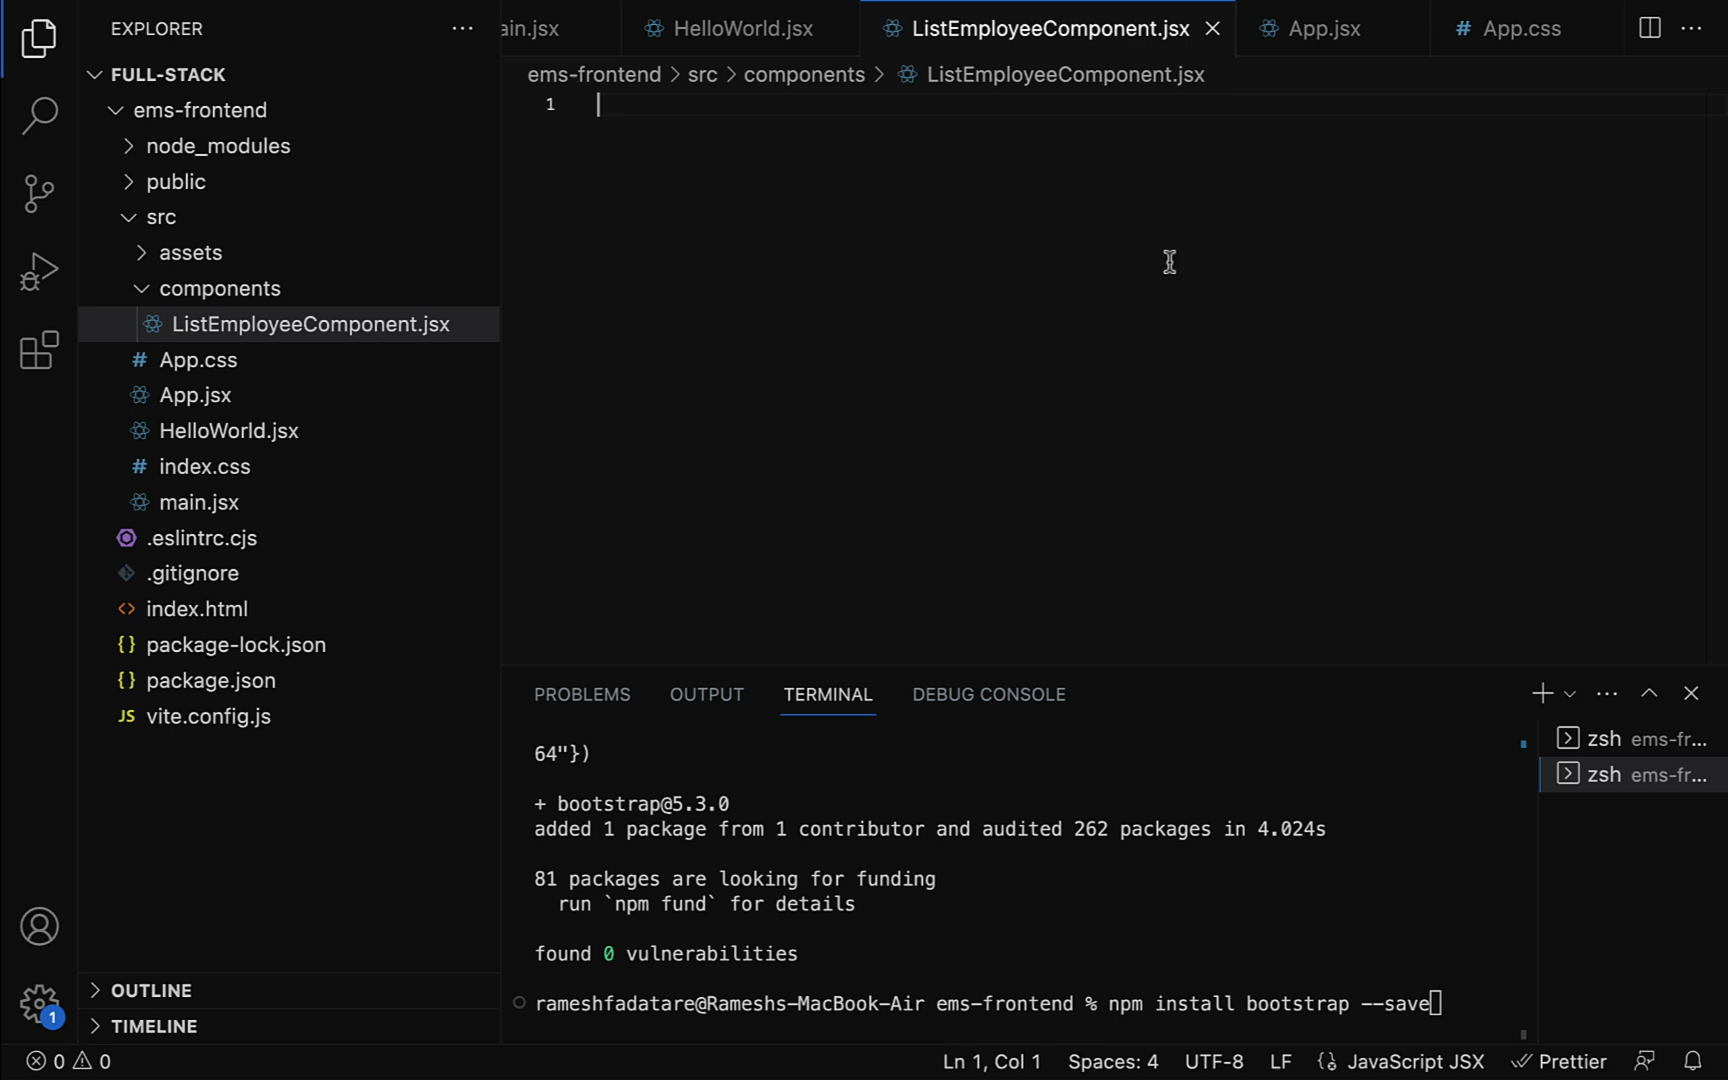 EXPLORER
FULL-STACK
ems-frontend
node_modules
public
src
assets
components
ListEmployeeComponent.jsx
# App.css
App.jsx
HelloWorld.jsx
# index.css
main.jsx
.eslintrc.cjs
.gitignore
<> index.html
{} package-lock.json
{} package.json
JS vite.config.js
OUTLINE
TIMELINE
1
ain.jsx
HelloWorld.jsx
ListEmployeeComponent.jsx
App.jsx
# App.css
ems-frontend > src > components > ListEmployeeComponent.jsx
1
PROBLEMS OUTPUT TERMINAL DEBUG CONSOLE
64"})
+ bootstrap@5.3.0
added 1 package from 1 contributor and audited 262 packages in 4.024s
81 packages are looking for funding
run `npm fund` for details
found 0 vulnerabilities
rameshfadatare@Rameshs-MacBook-Air ems-frontend % npm install bootstrap --save
zsh ems-fr...
zsh ems-fr...
0 0
Ln 1, Col 1 Spaces: 4 UTF-8 LF {} JavaScript JSX Prettier